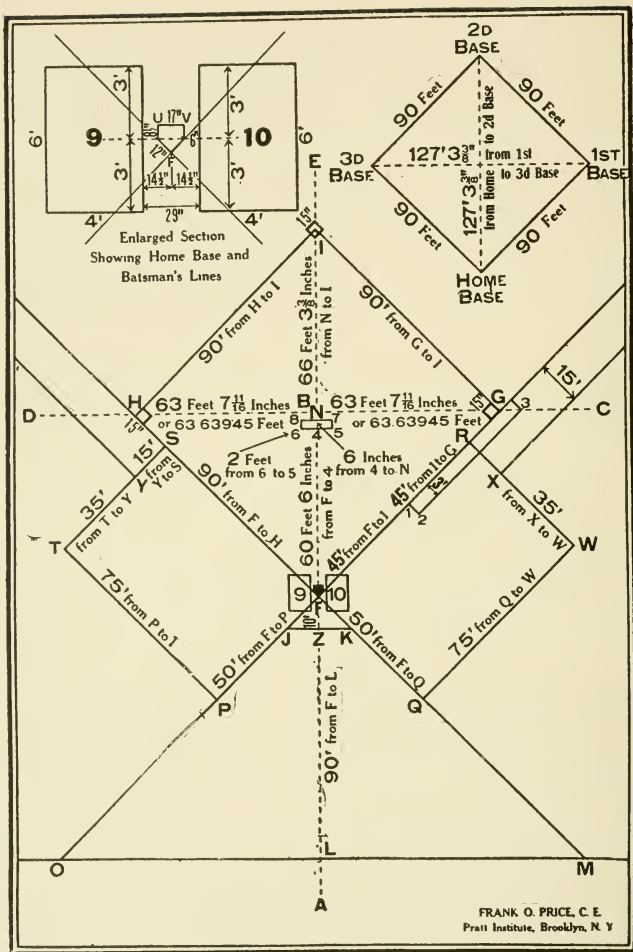 3'
3'
6'
9
3'
3'
10
6'
U 17" V
8½"
6"
12"
F
14½"
14½"
29"
4'
4'
Enlarged Section
Showing Home Base and
Batsman's Lines
2D
BASE
90 Feet
90 Feet
3D
BASE
127' 3⅜"
from 1st
to 3d Base
1ST
BASE
127' 3⅜"
from Home to 2d Base
90 Feet
90 Feet
HOME
BASE
E
15"
I
90' from H to I
66 Feet 3⅜ Inches
from N to I
90' from G to I
15'
D
H
63 Feet 7 11/16 Inches
B
N
63 Feet 7 11/16 Inches
or 63.63945 Feet
15"
G
3
C
15"
S
8
7
6
4
5
or 63.63945 Feet
R
2 Feet
from 6 to 5
6 Inches
from 4 to N
15'
Y from
Y to S
35'
from T to Y
T
90' from F to H
60 Feet 6 Inches
from F to 4
45' from F to 1
45' from 1 to G
1
2
3'
X
35'
from X to W
W
75' from P to T
75' from Q to W
9
F
10
10'
J
Z
K
50' from F to P
50' from F to Q
P
Q
90' from F to L
L
O
M
A
FRANK O. PRICE, C. E.
Pratt Institute, Brooklyn, N. Y